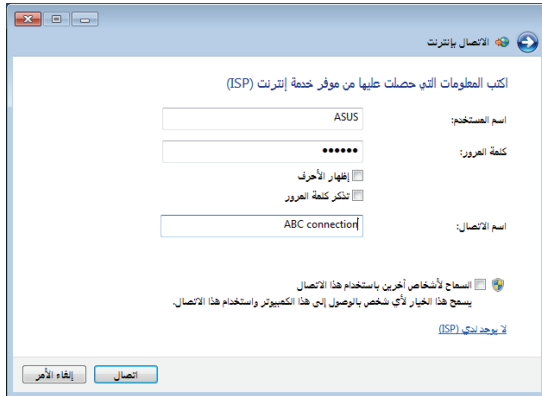 الاتصال بإنترنت
اكتب المعلومات التي حصلت عليها من موفر خدمة إنترنت (ISP)
اسم المستخدم: ASUS
كلمة المرور: ••••••
إظهار الأحرف
تذكر كلمة المرور
اسم الاتصال: ABC connection
السماح لأشخاص آخرين باستخدام هذا الاتصال
يسمح هذا الخيار لأي شخص بالوصول إلى هذا الكمبيوتر واستخدام هذا الاتصال.
لا يوجد لدي (ISP)
اتصال إلغاء الأمر